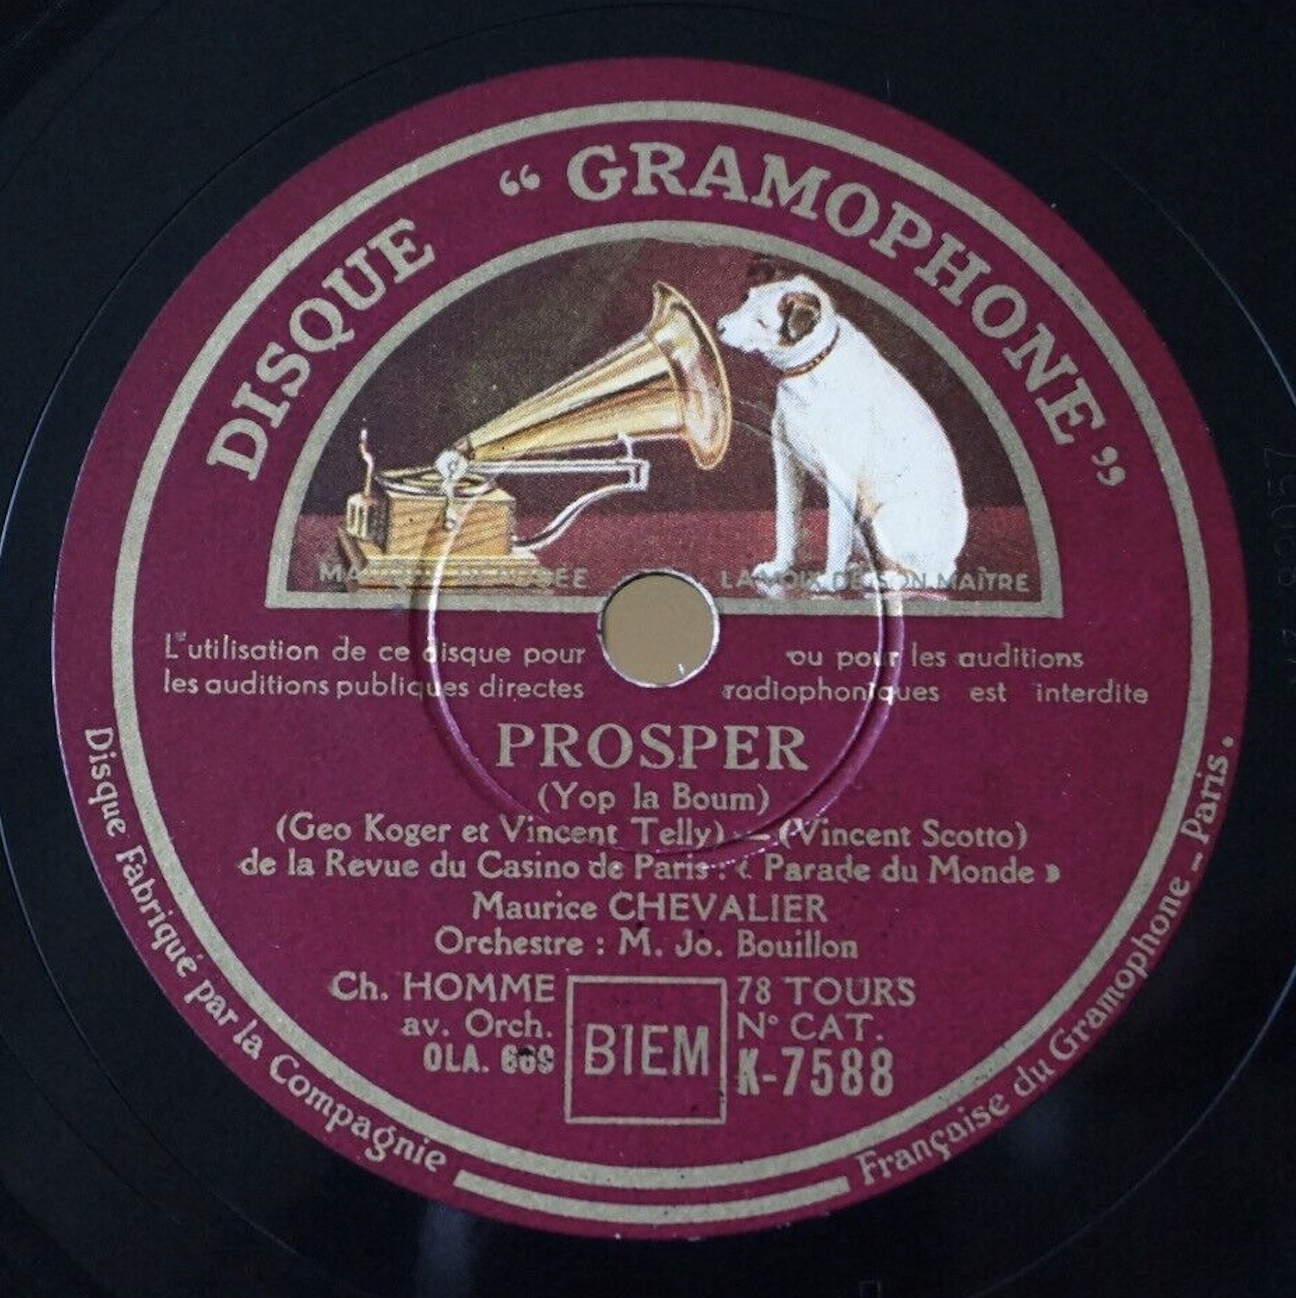 DISQUE “ GRAMOPHONE ”
LA VOIX DE SON MAÎTRE
L'utilisation de ce disque pour
les auditions publiques directes
ou pour les auditions
radiophoniques est interdite
PROSPER
(Yop la Boum)
(Geo Koger et Vincent Telly) — (Vincent Scotto)
de la Revue du Casino de Paris : « Parade du Monde »
Maurice CHEVALIER
Orchestre : M. Jo. Bouillon
Ch. HOMME
av. Orch.
OLA.
BIEM
78 TOURS
N° CAT.
K-7588
Disque Fabriqué par la Compagnie
Française du Gramophone - Paris.